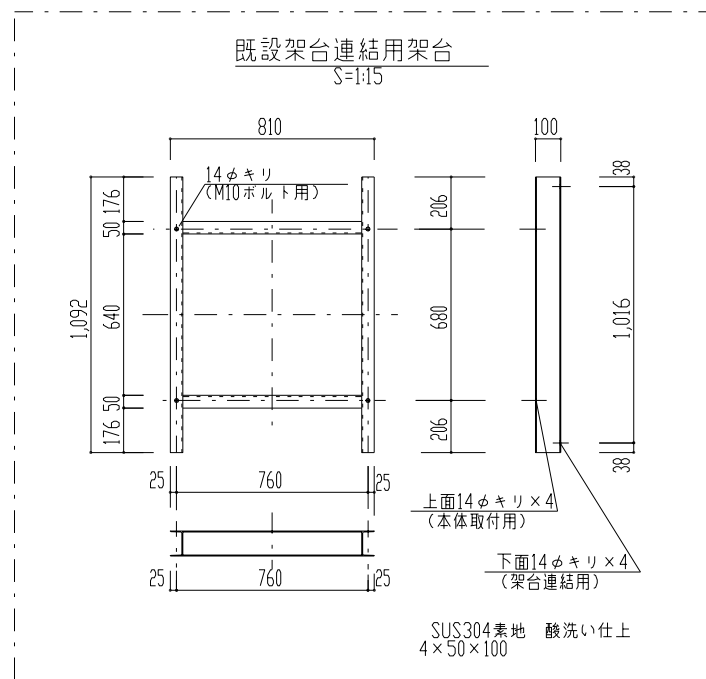 既設架台連結用架台
S=1:15
810
100
14φキリ
(M10ボルト用)
176
50
640
50
176
1,092
206
680
206
38
1,016
38
25
760
25
上面14φキリ×4
(本体取付用)
下面14φキリ×4
(架台連結用)
25
760
25
SUS304素地 酸洗い仕上
4×50×100